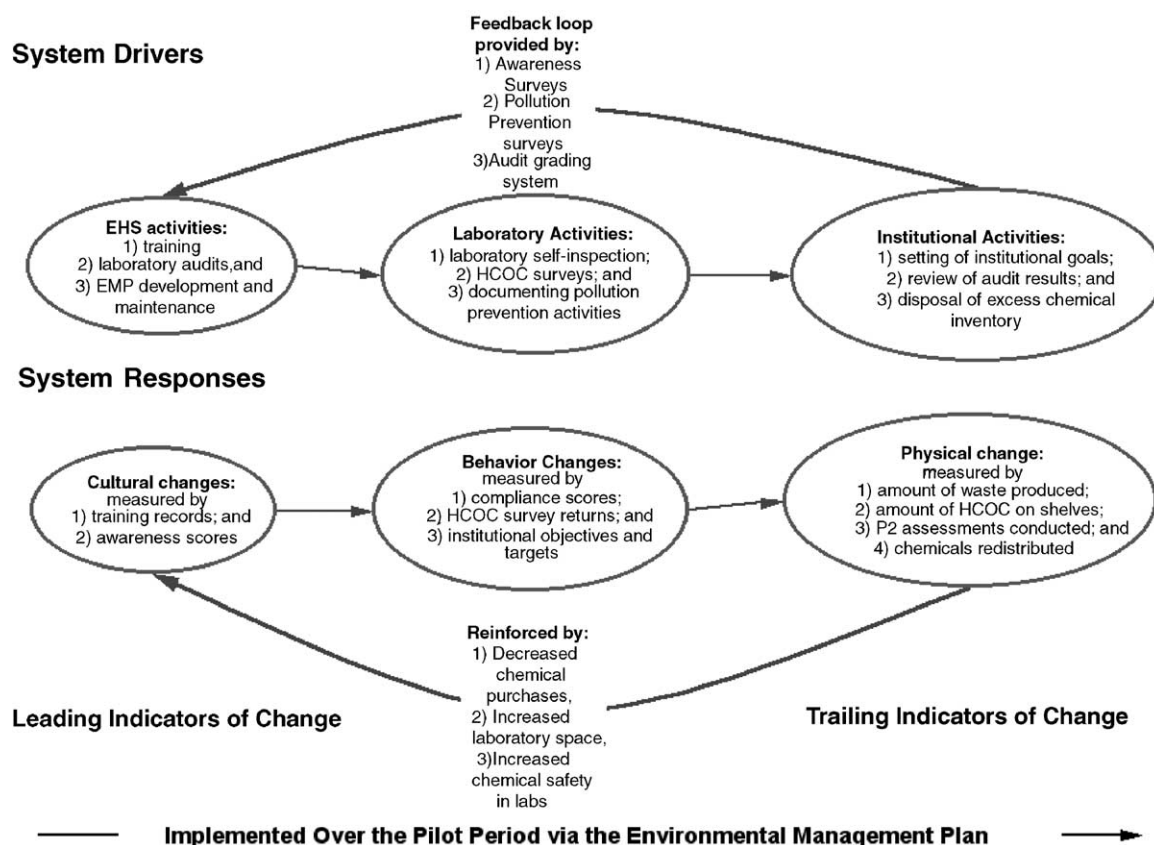 System Drivers
Feedback loop
provided by:
1) Awareness
Surveys
2) Pollution
Prevention
surveys
3)Audit grading
system
EHS activities:
1) training
2) laboratory audits,and
3) EMP development and
maintenance
Laboratory Activities:
1) laboratory self-inspection;
2) HCOC surveys; and
3) documenting pollution
prevention activities
Institutional Activities:
1) setting of institutional goals;
2) review of audit results; and
3) disposal of excess chemical
inventory
System Responses
Cultural changes:
measured by
1) training records; and
2) awareness scores
Behavior Changes:
measured by
1) compliance scores;
2) HCOC survey returns; and
3) institutional objectives and
targets
Physical change:
measured by
1) amount of waste produced;
2) amount of HCOC on shelves;
3) P2 assessments conducted; and
4) chemicals redistributed
Reinforced by:
1) Decreased
chemical
purchases,
2) Increased
laboratory space,
3)Increased
chemical safety
in labs
Leading Indicators of Change
Trailing Indicators of Change
Implemented Over the Pilot Period via the Environmental Management Plan